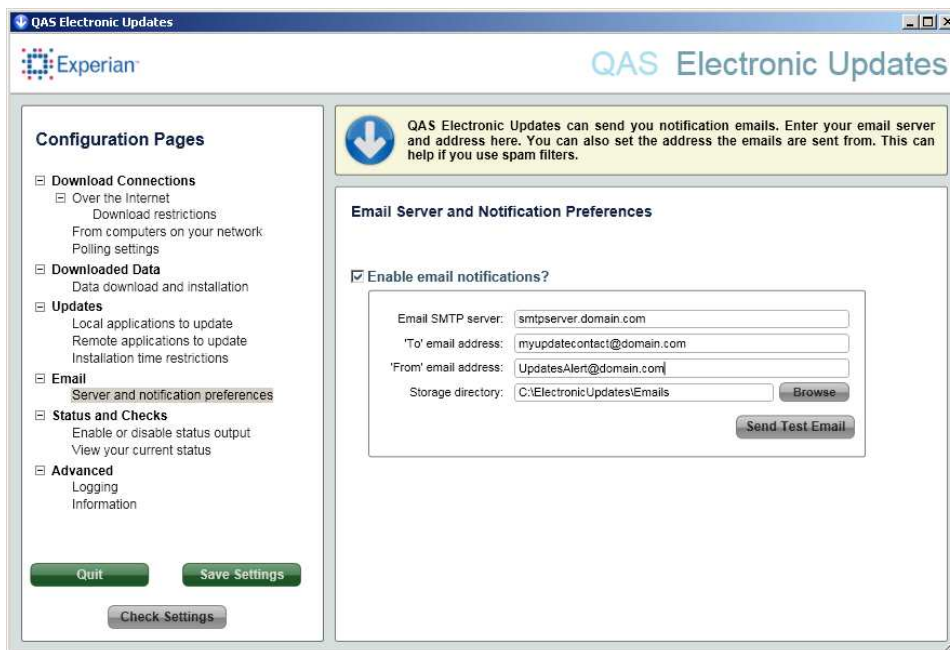 QAS Electronic Updates
Experian
QAS Electronic Updates
Configuration Pages
Download Connections
Over the Internet
Download restrictions
From computers on your network
Polling settings
Downloaded Data
Data download and installation
Updates
Local applications to update
Remote applications to update
Installation time restrictions
Email
Server and notification preferences
Status and Checks
Enable or disable status output
View your current status
Advanced
Logging
Information
Quit
Save Settings
Check Settings
QAS Electronic Updates can send you notification emails. Enter your email server
and address here. You can also set the address the emails are sent from. This can
help if you use spam filters.
Email Server and Notification Preferences
Enable email notifications?
Email SMTP server: smtpserver.domain.com
'To' email address: myupdatecontact@domain.com
'From' email address: UpdatesAlert@domain.com
Storage directory: C:\ElectronicUpdates\Emails
Browse
Send Test Email